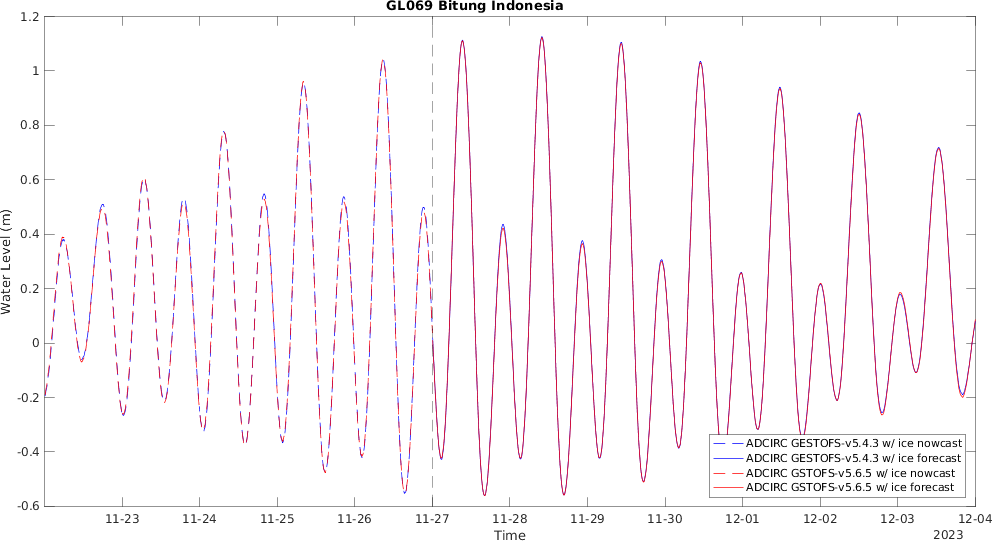 GL069 Bitung Indonesia
Water Level (m)
1.2
1
0.8
0.6
0.4
0.2
0
-0.2
-0.4
-0.6
ADCIRC GESTOFS-v5.4.3 w/ ice nowcast
ADCIRC GESTOFS-v5.4.3 w/ ice forecast
ADCIRC GSTOFS-v5.6.5 w/ ice nowcast
ADCIRC GSTOFS-v5.6.5 w/ ice forecast
11-23 11-24 11-25 11-26 11-27 11-28 11-29 11-30 12-01 12-02 12-03 12-04
Time 2023